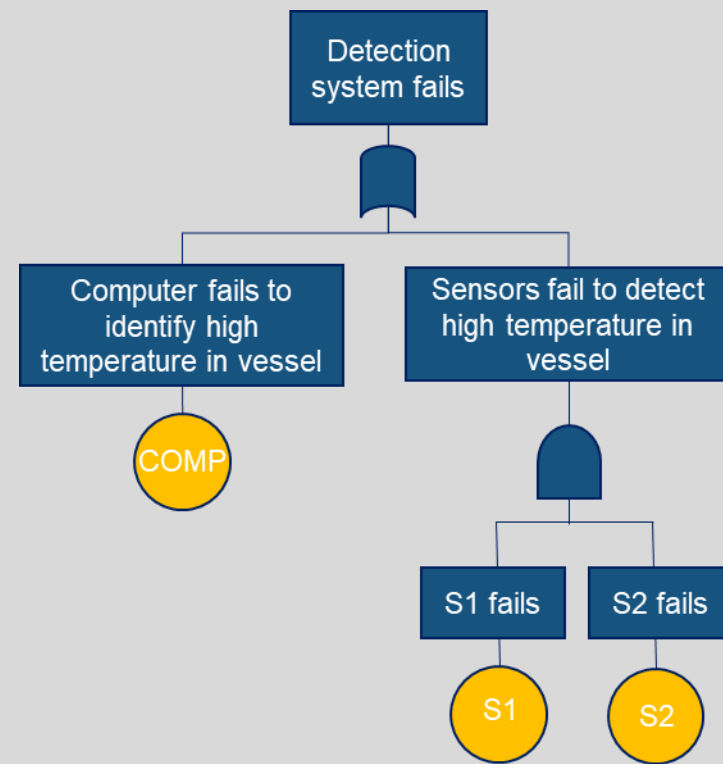 Detection
system fails
Computer fails to
identify high
temperature in vessel
Sensors fail to detect
high temperature in
vessel
COMP
S1 fails
S2 fails
S1
S2